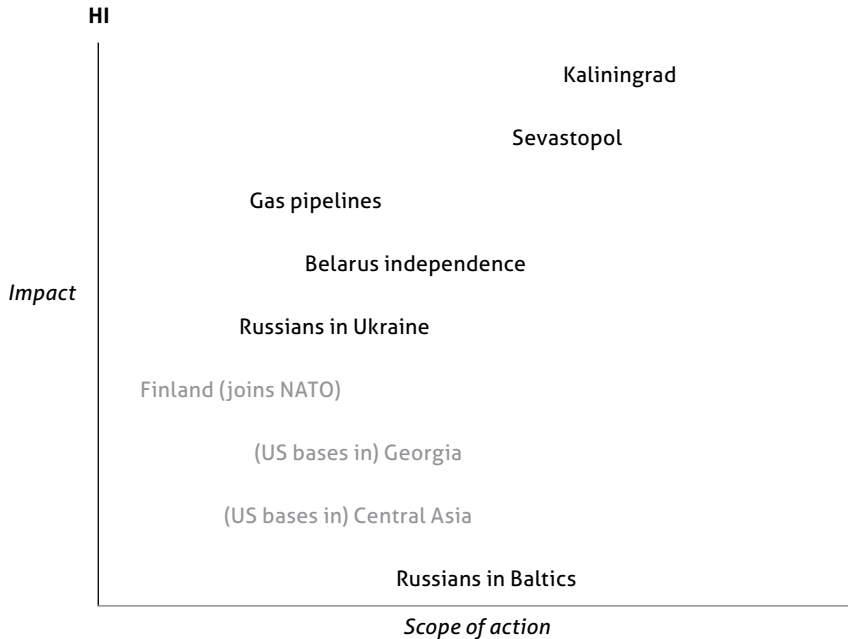 HI
Kaliningrad
Sevastopol
Gas pipelines
Belarus independence
Impact
Russians in Ukraine
Finland (joins NATO)
(US bases in) Georgia
(US bases in) Central Asia
Russians in Baltics
Scope of action